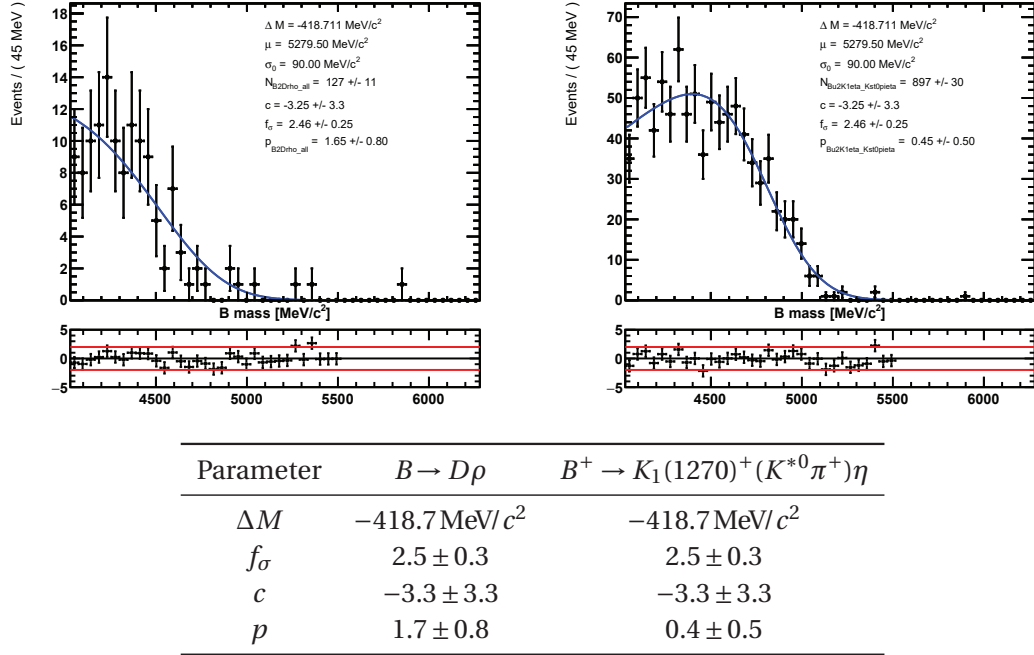 Events / ( 45 MeV )
18
16
14
12
10
8
6
4
2
0
Δ M = -418.711 MeV/c²
μ = 5279.50 MeV/c²
σ₀ = 90.00 MeV/c²
N_B2Drho_all = 127 +/- 11
c = -3.25 +/- 3.3
f_σ = 2.46 +/- 0.25
p_B2Drho_all = 1.65 +/- 0.80
B mass [MeV/c²]
5
0
−5
4500 5000 5500 6000
Events / ( 45 MeV )
70
60
50
40
30
20
10
0
Δ M = -418.711 MeV/c²
μ = 5279.50 MeV/c²
σ₀ = 90.00 MeV/c²
N_Bu2K1eta_Kst0pieta = 897 +/- 30
c = -3.25 +/- 3.3
f_σ = 2.46 +/- 0.25
p_Bu2K1eta_Kst0pieta = 0.45 +/- 0.50
B mass [MeV/c²]
5
0
−5
4500 5000 5500 6000
Parameter B → Dρ B⁺ → K₁(1270)⁺(K*⁰π⁺)η
ΔM −418.7 MeV/c² −418.7 MeV/c²
f_σ 2.5 ± 0.3 2.5 ± 0.3
c −3.3 ± 3.3 −3.3 ± 3.3
p 1.7 ± 0.8 0.4 ± 0.5